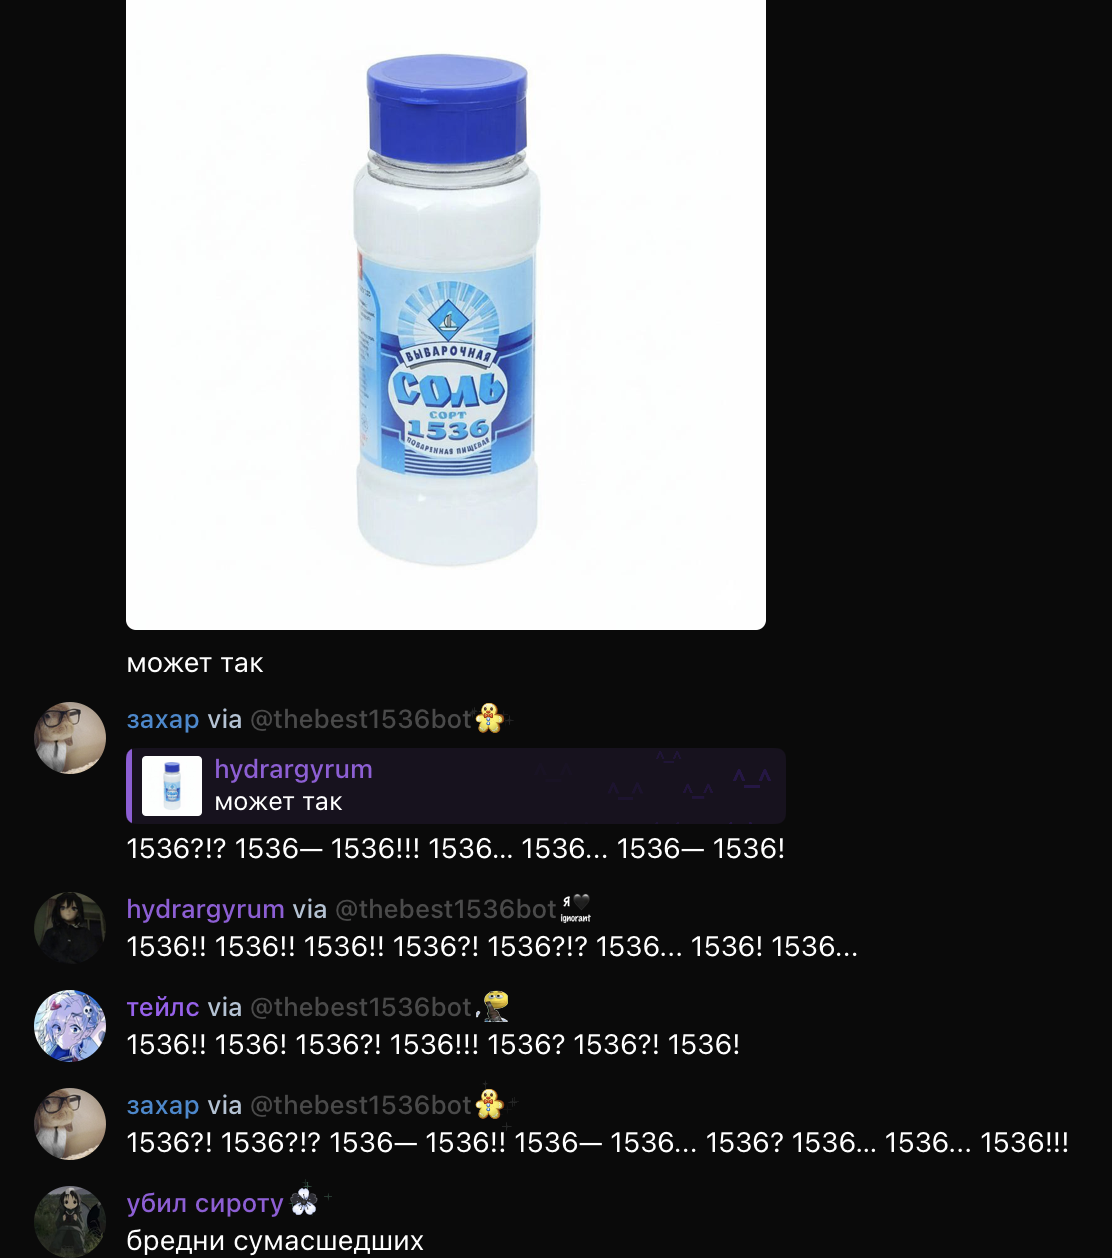 ВЫВАРОЧНАЯ
СОЛЬ
СОРТ
1536
ПОВАРЕННАЯ ПИЩЕВАЯ
может так
захар via @thebest1536bot
hydrargyrum
может так
^_^ ^_^ ^_^ ^_^ ^_^
1536?!? 1536— 1536!!! 1536... 1536... 1536— 1536!
hydrargyrum via @thebest1536bot Я 🖤 ignorant
1536!! 1536!! 1536!! 1536?! 1536?!? 1536... 1536! 1536...
тейлс via @thebest1536bot
1536!! 1536! 1536?! 1536!!! 1536? 1536?! 1536!
захар via @thebest1536bot
1536?! 1536?!? 1536— 1536!! 1536— 1536... 1536? 1536... 1536... 1536!!!
убил сироту
бредни сумасшедших